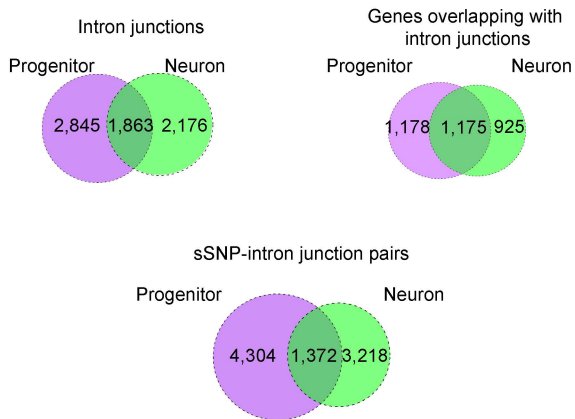 Intron junctions
Progenitor
Neuron
2,845 1,863 2,176
Genes overlapping with
intron junctions
Progenitor
Neuron
1,178 1,175 925
sSNP-intron junction pairs
Progenitor
Neuron
4,304 1,372 3,218